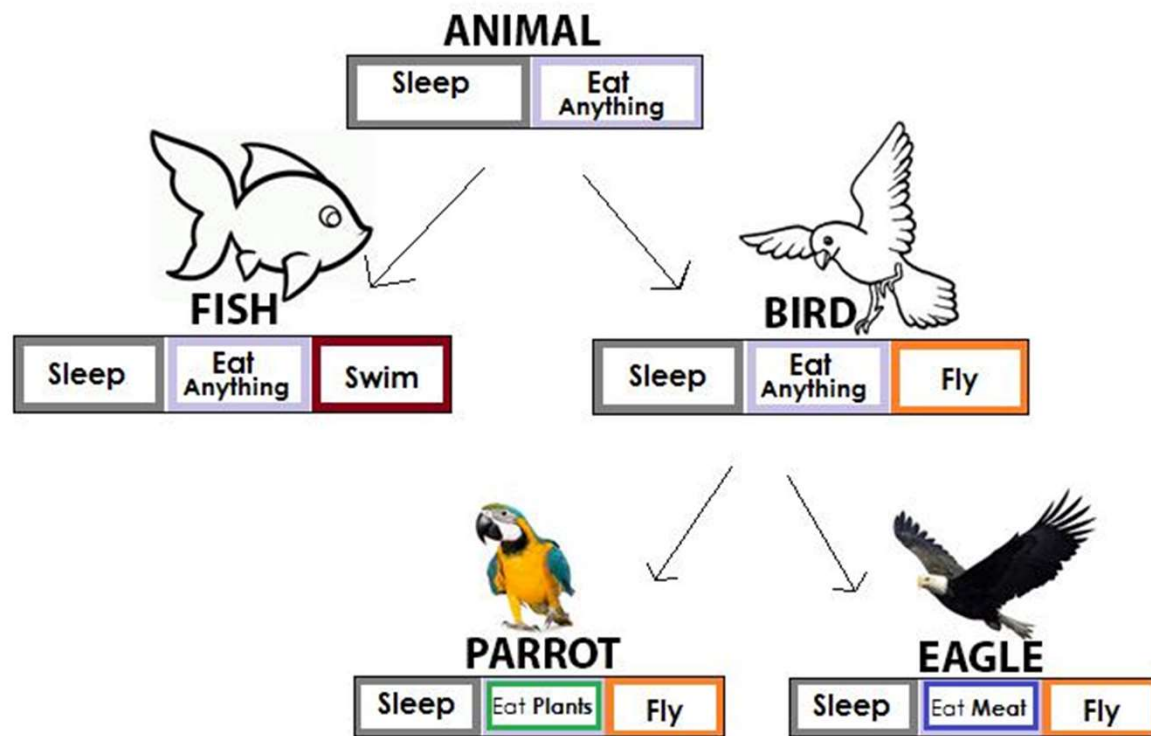 ANIMAL
Sleep
Eat
Anything
FISH
Sleep
Eat
Anything
Swim
BIRD
Sleep
Eat
Anything
Fly
PARROT
Sleep
Eat Plants
Fly
EAGLE
Sleep
Eat Meat
Fly